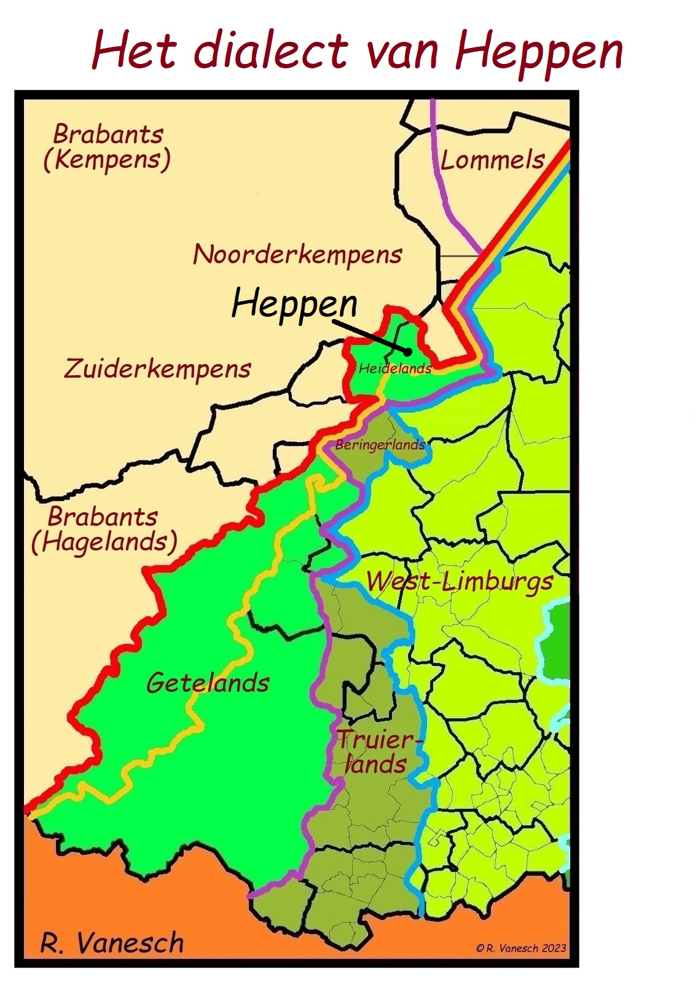 Het dialect van Heppen
Brabants
(Kempens)
Lommels
Noorderkempens
Heppen
Zuiderkempens
Heidelands
Beringerlands
Brabants
(Hagelands)
West-Limburgs
Getelands
Truier-
lands
R. Vanesch
© R. Vanesch 2023